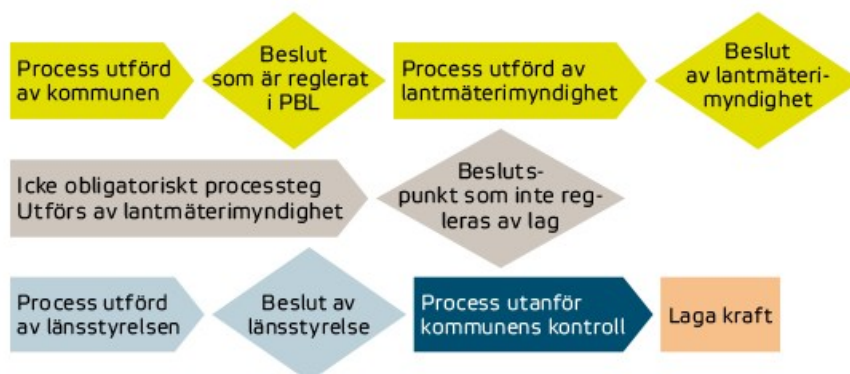 Process utförd
av kommunen
Beslut
som är reglerat
i PBL
Process utförd av
lantmäterimyndighet
Beslut
av lantmäteri-
myndighet
Icke obligatoriskt processteg
Utförs av lantmäterimyndighet
Besluts-
punkt som inte reg-
leras av lag
Process utförd
av länsstyrelsen
Beslut av
länsstyrelse
Process utanför
kommunens kontroll
Laga kraft